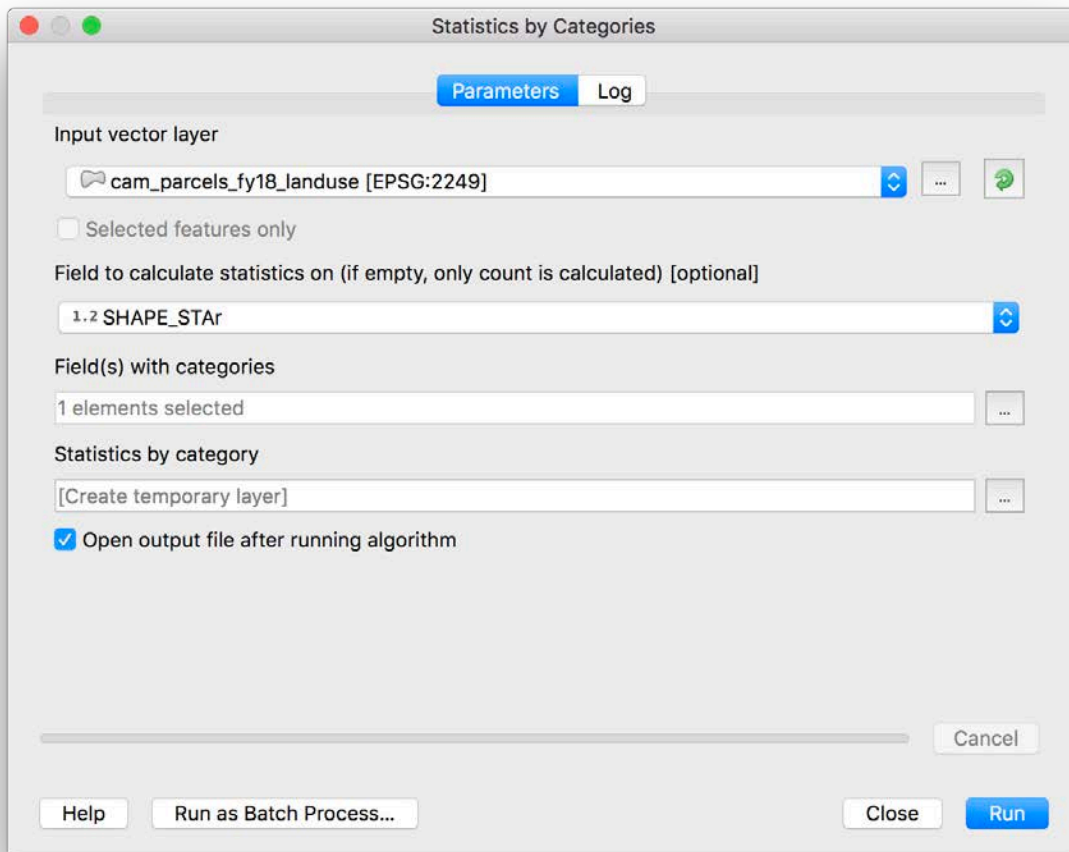 Statistics by Categories
Parameters Log
Input vector layer
cam_parcels_fy18_landuse [EPSG:2249] ...
Selected features only
Field to calculate statistics on (if empty, only count is calculated) [optional]
1.2 SHAPE_STAr
Field(s) with categories
1 elements selected ...
Statistics by category
[Create temporary layer] ...
Open output file after running algorithm
Cancel
Help Run as Batch Process... Close Run